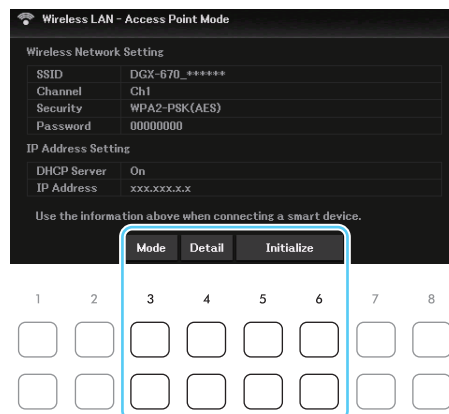 Wireless LAN - Access Point Mode
Wireless Network Setting
SSID DGX-670_******
Channel Ch1
Security WPA2-PSK(AES)
Password 00000000
IP Address Setting
DHCP Server On
IP Address xxx.xxx.x.x
Use the information above when connecting a smart device.
Mode Detail Initialize
1 2 3 4 5 6 7 8